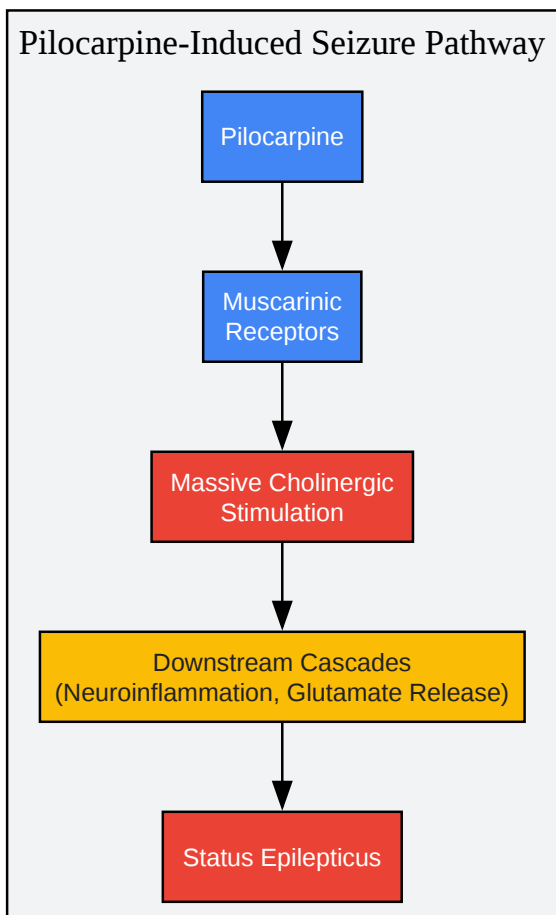 Pilocarpine-Induced Seizure Pathway
Pilocarpine
Muscarinic
Receptors
Massive Cholinergic
Stimulation
Downstream Cascades
(Neuroinflammation, Glutamate Release)
Status Epilepticus